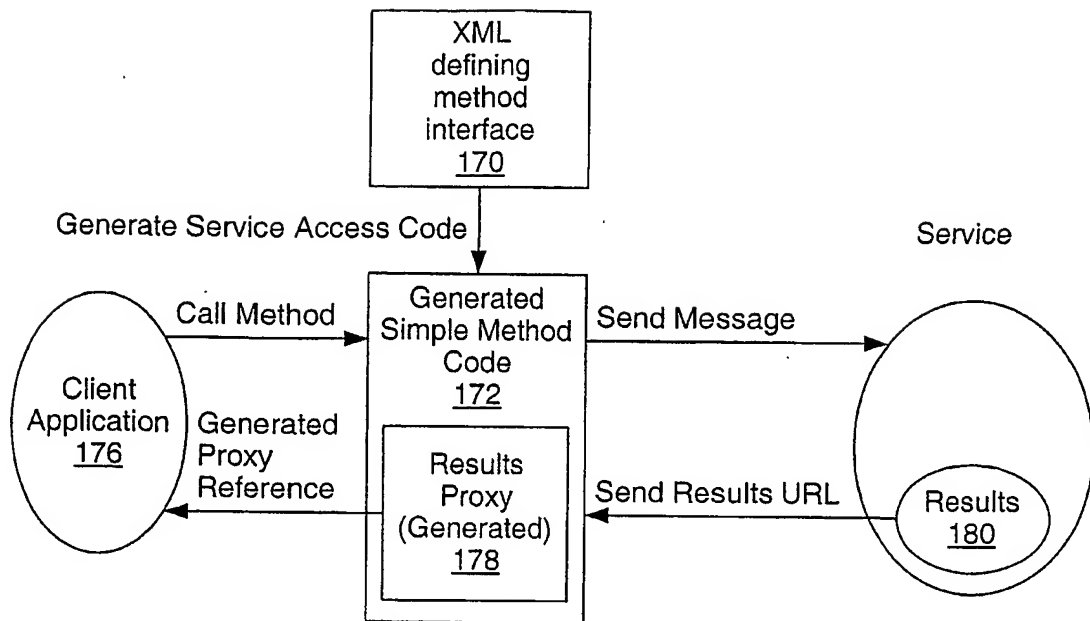 XML
defining
method
interface
170
Generate Service Access Code
Service
Call Method
Generated
Simple Method
Code
172
Send Message
Client
Application
176
Generated
Proxy
Reference
Results
Proxy
(Generated)
178
Send Results URL
Results
180